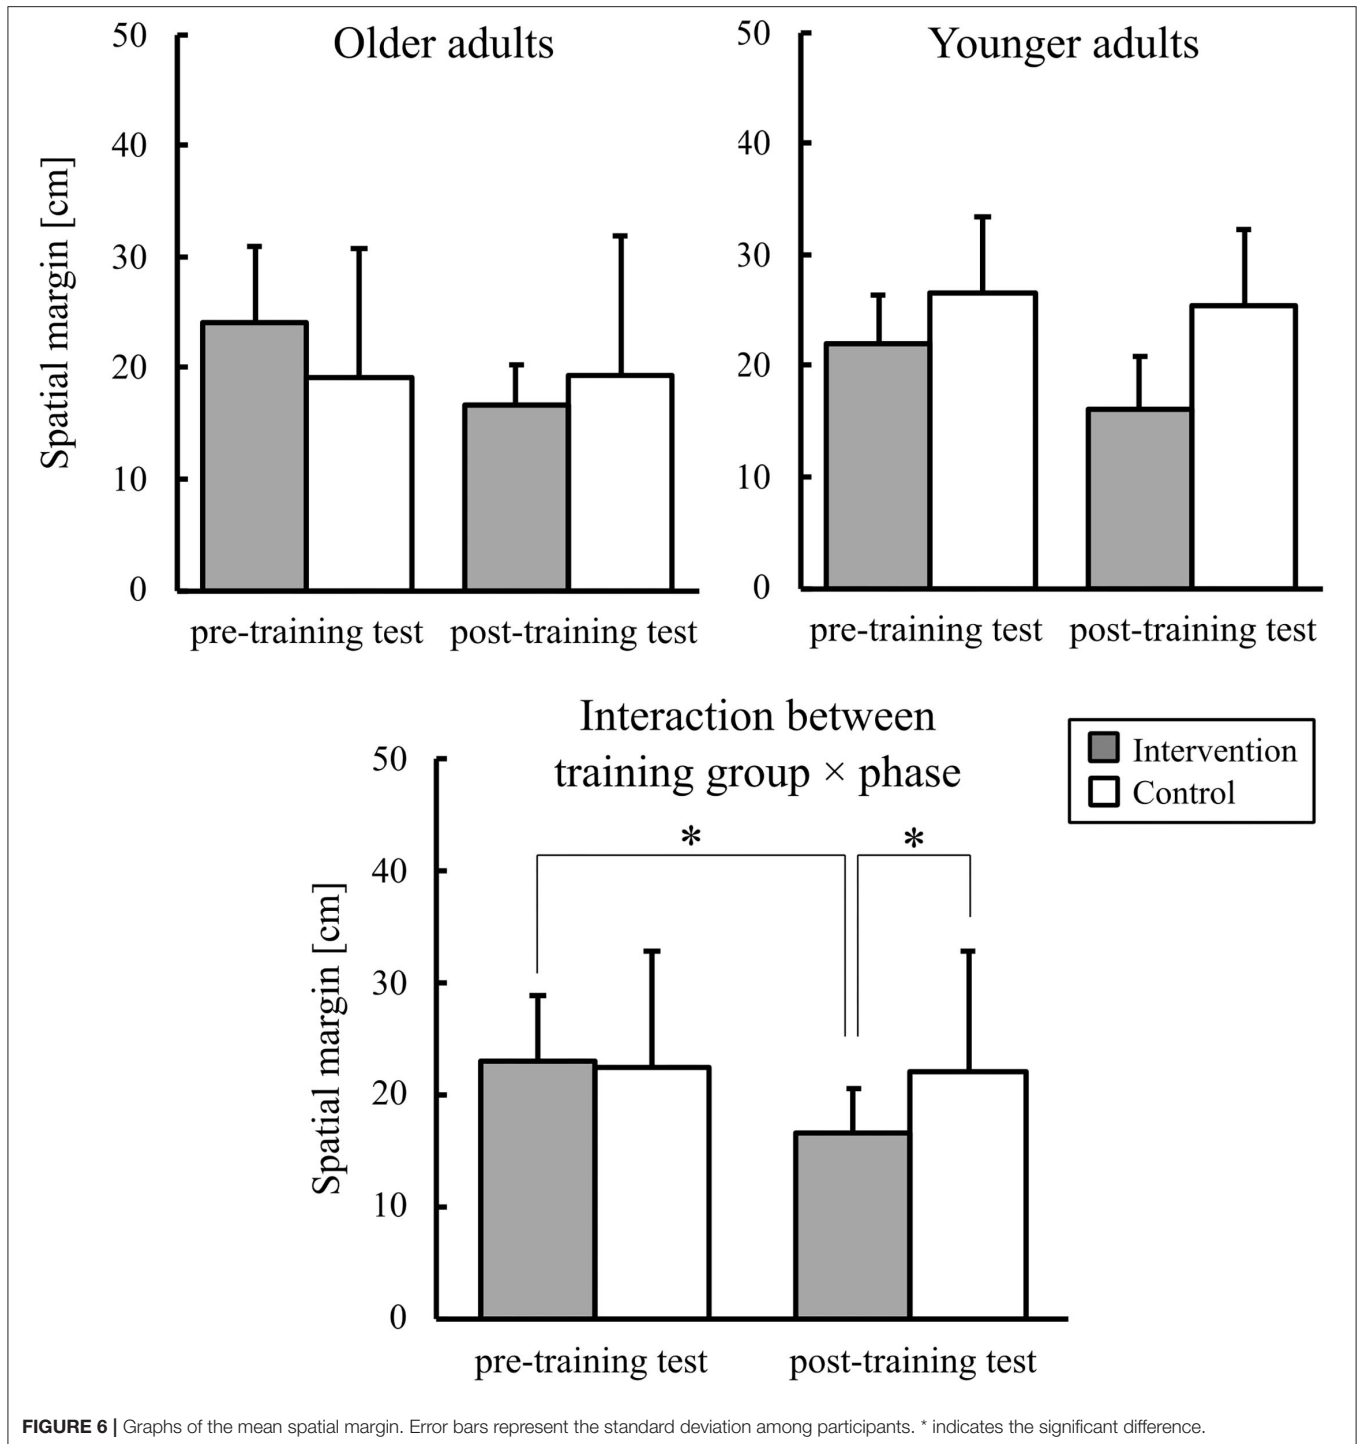 Older adults
50
40
30
20
10
0
Spatial margin [cm]
pre-training test post-training test
Younger adults
50
40
30
20
10
0
pre-training test post-training test
Interaction between
training group × phase
Intervention
Control
50
40
30
20
10
0
Spatial margin [cm]
* *
pre-training test post-training test
FIGURE 6 | Graphs of the mean spatial margin. Error bars represent the standard deviation among participants. * indicates the significant difference.